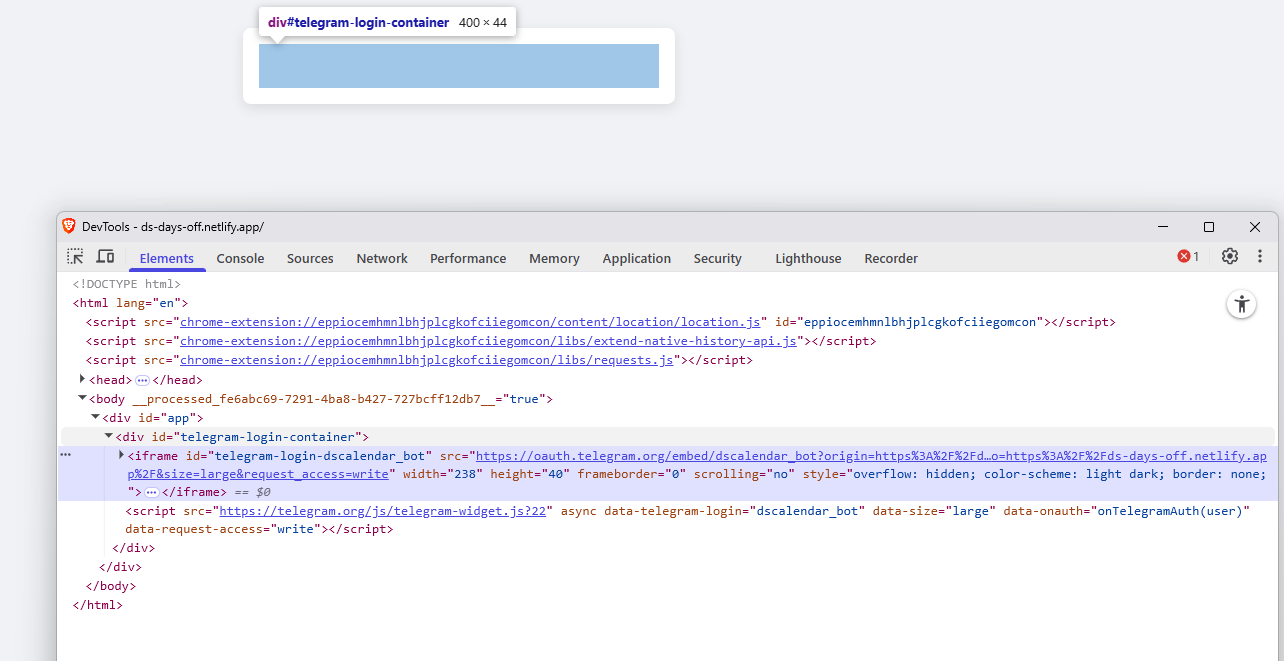 div#telegram-login-container 400 × 44
DevTools - ds-days-off.netlify.app/
Elements Console Sources Network Performance Memory Application Security Lighthouse Recorder 1
<!DOCTYPE html>
<html lang="en">
<script src="chrome-extension://eppiocemhmnlbhjplcgkofciiegomcon/content/location/location.js" id="eppiocemhmnlbhjplcgkofciiegomcon"></script>
<script src="chrome-extension://eppiocemhmnlbhjplcgkofciiegomcon/libs/extend-native-history-api.js"></script>
<script src="chrome-extension://eppiocemhmnlbhjplcgkofciiegomcon/libs/requests.js"></script>
<head>…</head>
<body __processed_fe6abc69-7291-4ba8-b427-727bcff12db7__="true">
<div id="app">
<div id="telegram-login-container">
<iframe id="telegram-login-dscalendar_bot" src="https://oauth.telegram.org/embed/dscalendar_bot?origin=https%3A%2F%2Fd…o=https%3A%2F%2Fds-days-off.netlify.ap
p%2F&size=large&request_access=write" width="238" height="40" frameborder="0" scrolling="no" style="overflow: hidden; color-scheme: light dark; border: none;
">…</iframe> == $0
<script src="https://telegram.org/js/telegram-widget.js?22" async data-telegram-login="dscalendar_bot" data-size="large" data-onauth="onTelegramAuth(user)"
data-request-access="write"></script>
</div>
</div>
</body>
</html>